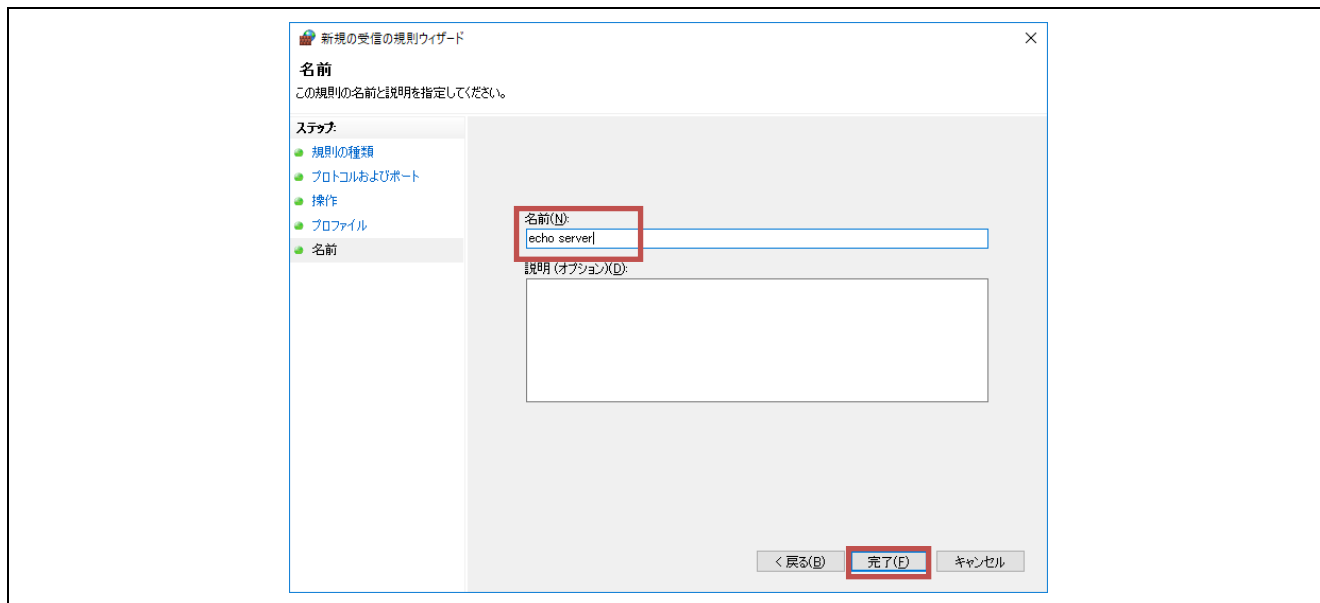 新規の受信の規則ウィザード
名前
この規則の名前と説明を指定してください。
ステップ:
規則の種類
プロトコルおよびポート
操作
プロファイル
名前
名前(N):
echo server
説明 (オプション)(D):
< 戻る(B) 完了(F) キャンセル